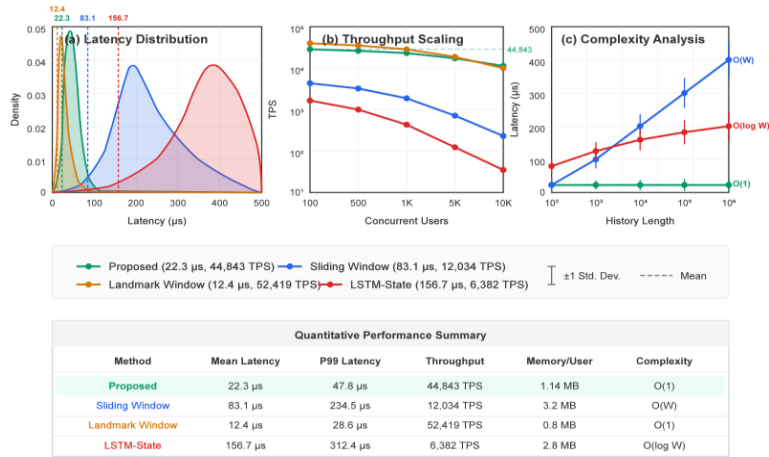 12.4
22.3 83.1 156.7
(a) Latency Distribution
0.05
0.04
0.03
0.02
0.01
0
Density
0 100 200 300 400 500
Latency (µs)
(b) Throughput Scaling
44,843
10⁴
10³
10²
10¹
TPS
100 500 1K 5K 10K
Concurrent Users
(c) Complexity Analysis
500
400
300
200
100
0
Latency (µs)
O(W)
O(log W)
O(1)
10³ 10⁴ 10⁵ 10⁶
History Length
Proposed (22.3 µs, 44,843 TPS) Sliding Window (83.1 µs, 12,034 TPS)
Landmark Window (12.4 µs, 52,419 TPS) LSTM-State (156.7 µs, 6,382 TPS)
±1 Std. Dev. Mean
Quantitative Performance Summary
Method Mean Latency P99 Latency Throughput Memory/User Complexity
Proposed 22.3 µs 47.8 µs 44,843 TPS 1.14 MB O(1)
Sliding Window 83.1 µs 234.5 µs 12,034 TPS 3.2 MB O(W)
Landmark Window 12.4 µs 28.6 µs 52,419 TPS 0.8 MB O(1)
LSTM-State 156.7 µs 312.4 µs 6,382 TPS 2.8 MB O(log W)